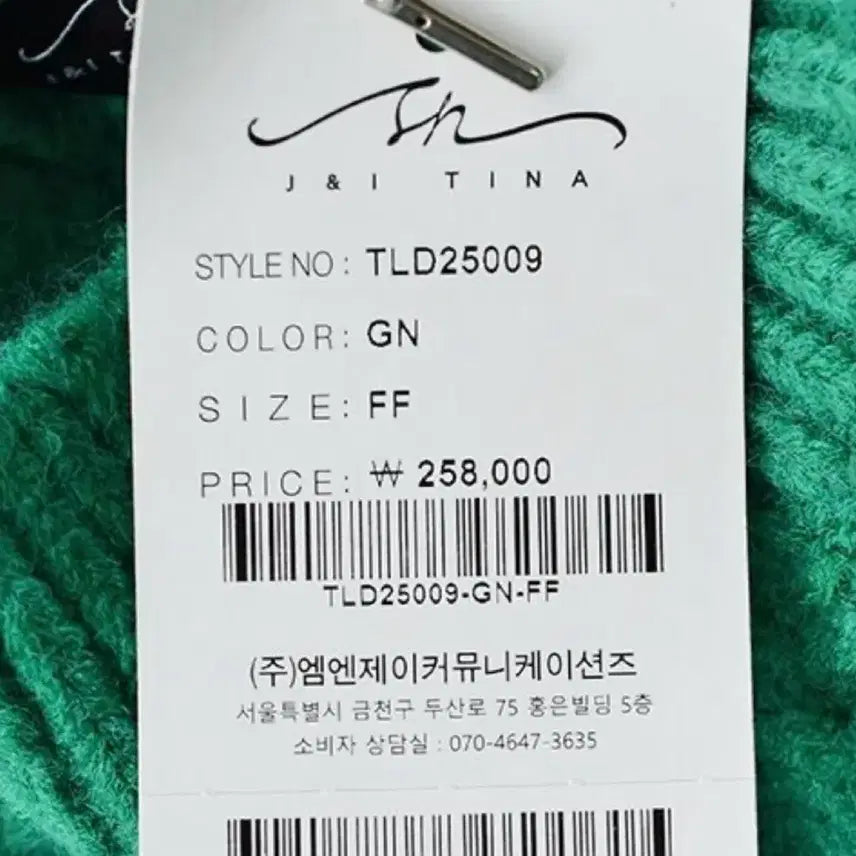 J&I T
sn
J & I TINA
STYLE NO : TLD25009
COLOR: GN
SIZE: FF
PRICE: ₩ 258,000
TLD25009-GN-FF
(주)엠엔제이커뮤니케이션즈
서울특별시 금천구 두산로 75 홍은빌딩 5층
소비자 상담실 : 070-4647-3635